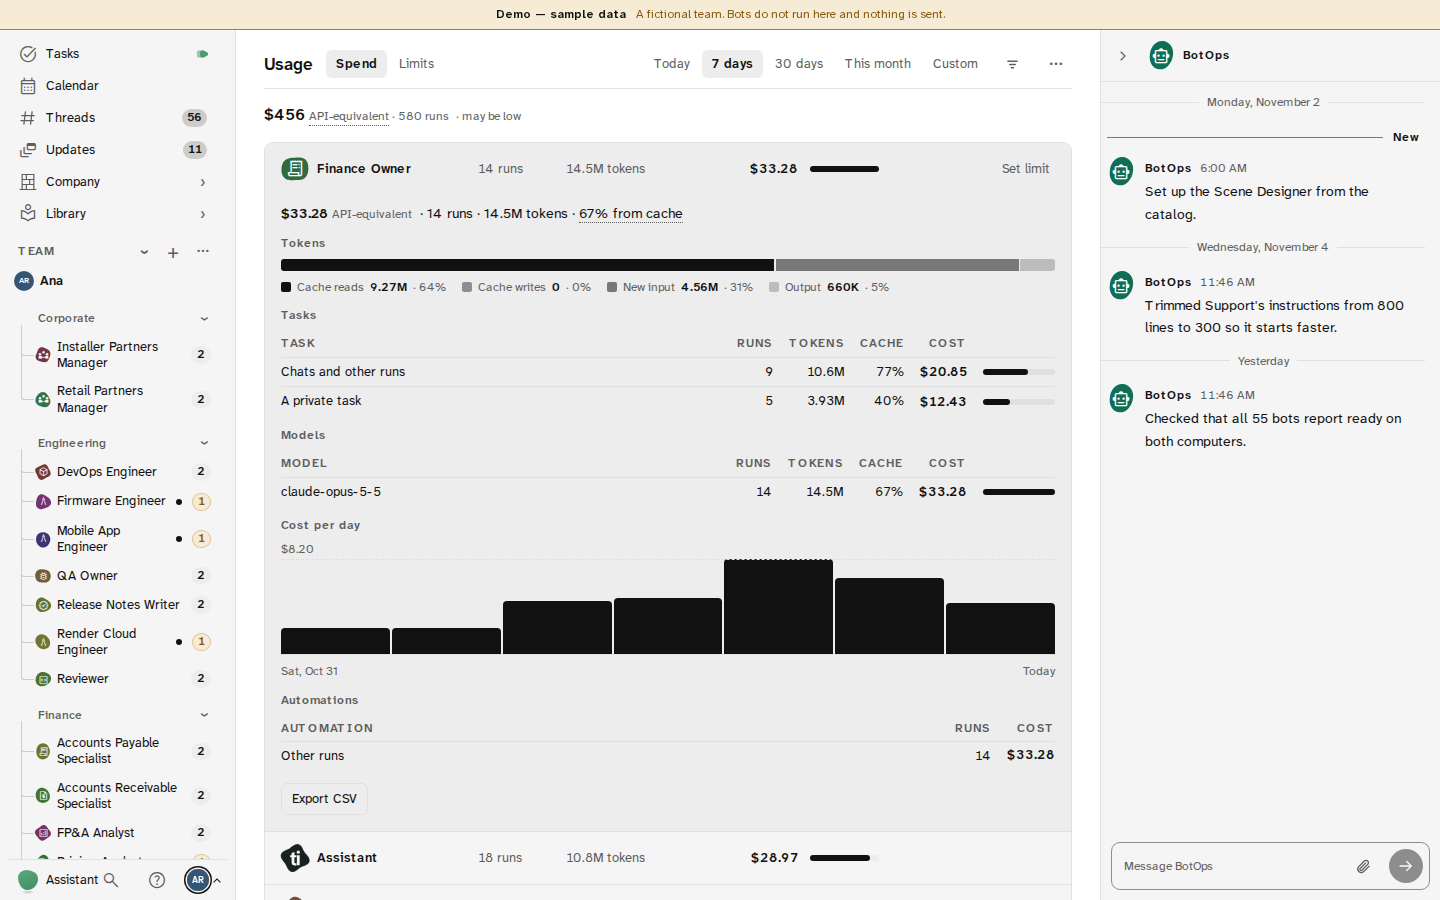 Demo — sample data A fictional team. Bots do not run here and nothing is sent.
Tasks
Calendar
Threads 56
Updates 11
Company
Library
TEAM
AR Ana
Corporate
Installer Partners Manager 2
Retail Partners Manager 2
Engineering
DevOps Engineer 2
Firmware Engineer 1
Mobile App Engineer 1
QA Owner 2
Release Notes Writer 2
Render Cloud Engineer 1
Reviewer 2
Finance
Accounts Payable Specialist 2
Accounts Receivable Specialist 2
FP&A Analyst 2
Assistant AR
Usage Spend Limits Today 7 days 30 days This month Custom
$456 API-equivalent · 580 runs · may be low
Finance Owner 14 runs 14.5M tokens $33.28 Set limit
$33.28 API-equivalent · 14 runs · 14.5M tokens · 67% from cache
Tokens
Cache reads 9.27M · 64% Cache writes 0 · 0% New input 4.56M · 31% Output 660K · 5%
Tasks
TASK RUNS TOKENS CACHE COST
Chats and other runs 9 10.6M 77% $20.85
A private task 5 3.93M 40% $12.43
Models
MODEL RUNS TOKENS CACHE COST
claude-opus-5-5 14 14.5M 67% $33.28
Cost per day
$8.20
Sat, Oct 31 Today
Automations
AUTOMATION RUNS COST
Other runs 14 $33.28
Export CSV
ti Assistant 18 runs 10.8M tokens $28.97
BotOps
Monday, November 2
New
BotOps 6:00 AM
Set up the Scene Designer from the
catalog.
Wednesday, November 4
BotOps 11:46 AM
Trimmed Support's instructions from 800
lines to 300 so it starts faster.
Yesterday
BotOps 11:46 AM
Checked that all 55 bots report ready on
both computers.
Message BotOps